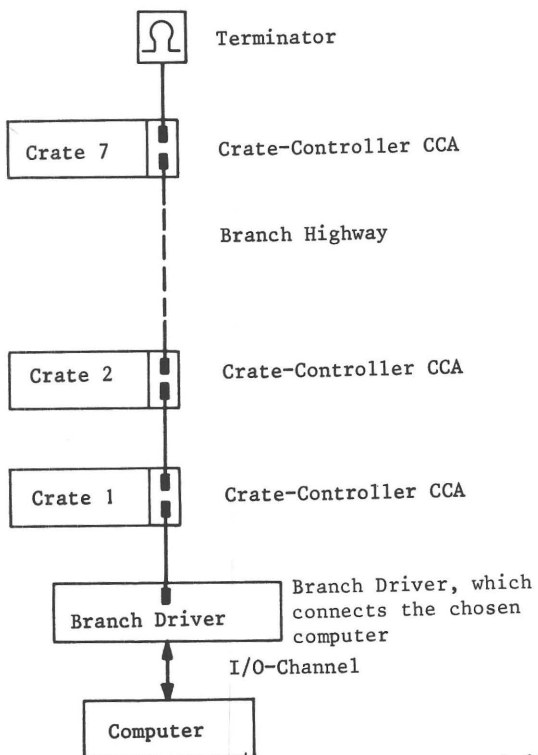 Ω
Terminator
Crate 7
Crate-Controller CCA
Branch Highway
Crate 2
Crate-Controller CCA
Crate 1
Crate-Controller CCA
Branch Driver, which
connects the chosen
computer
Branch Driver
I/O-Channel
Computer